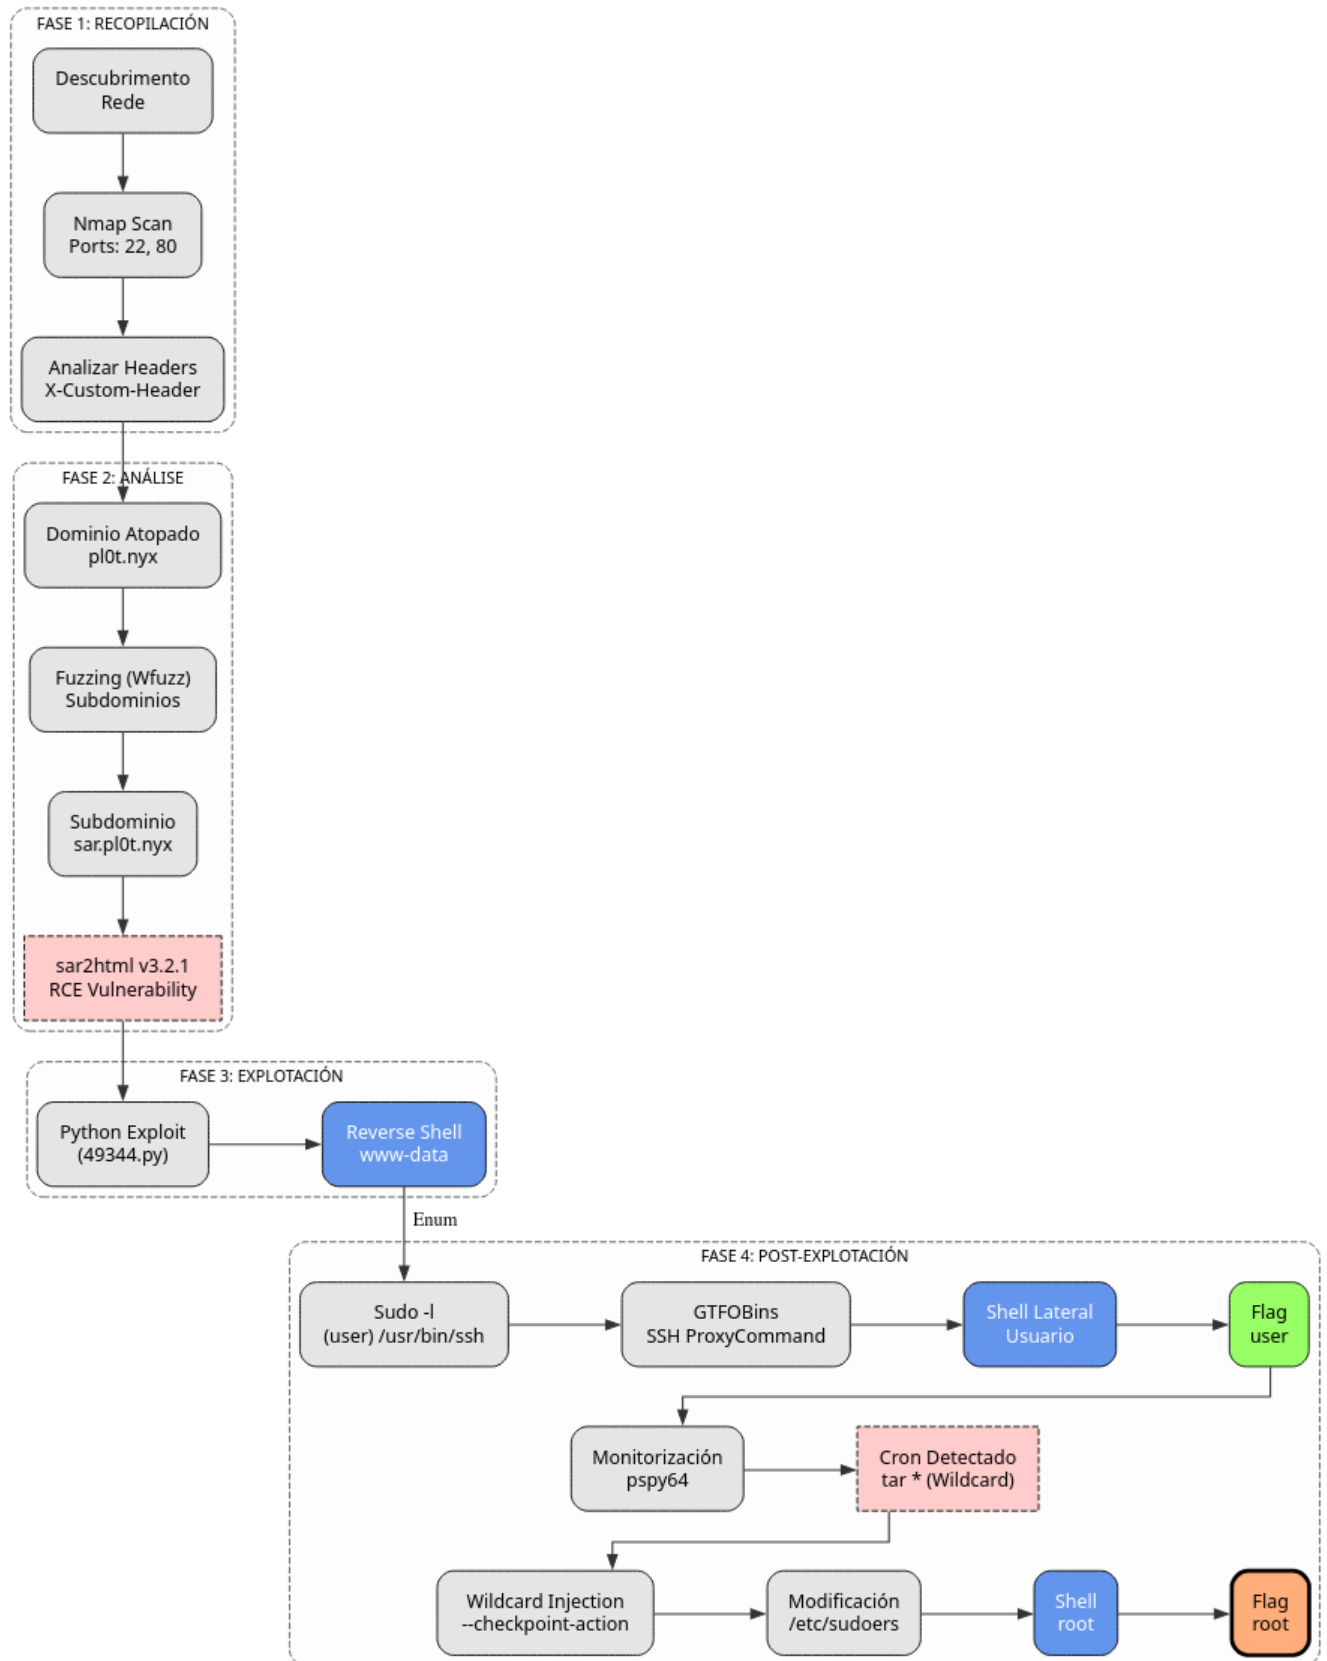 FASE 1: RECOPILACIÓN
Descubrimento
Rede
Nmap Scan
Ports: 22, 80
Analizar Headers
X-Custom-Header
FASE 2: ANÁLISE
Dominio Atopado
pl0t.nyx
Fuzzing (Wfuzz)
Subdominios
Subdominio
sar.pl0t.nyx
sar2html v3.2.1
RCE Vulnerability
FASE 3: EXPLOTACIÓN
Python Exploit
(49344.py)
Reverse Shell
www-data
Enum
FASE 4: POST-EXPLOTACIÓN
Sudo -l
(user) /usr/bin/ssh
GTFOBins
SSH ProxyCommand
Shell Lateral
Usuario
Flag
user
Monitorización
pspy64
Cron Detectado
tar * (Wildcard)
Wildcard Injection
--checkpoint-action
Modificación
/etc/sudoers
Shell
root
Flag
root